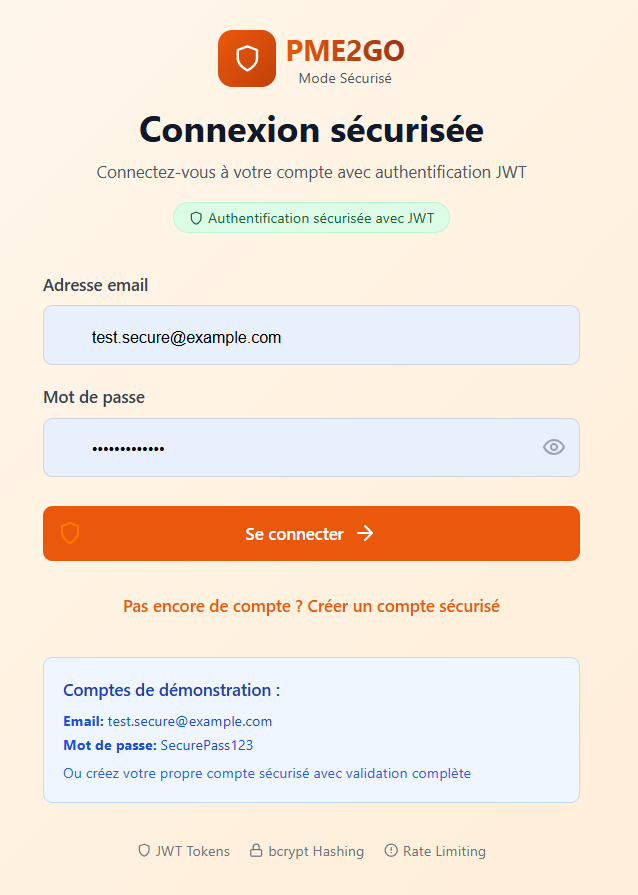 PME2GO
Mode Sécurisé
Connexion sécurisée
Connectez-vous à votre compte avec authentification JWT
Authentification sécurisée avec JWT
Adresse email
test.secure@example.com
Mot de passe
•••••••••••••
Se connecter
Pas encore de compte ? Créer un compte sécurisé
Comptes de démonstration :
Email: test.secure@example.com
Mot de passe: SecurePass123
Ou créez votre propre compte sécurisé avec validation complète
JWT Tokens bcrypt Hashing Rate Limiting